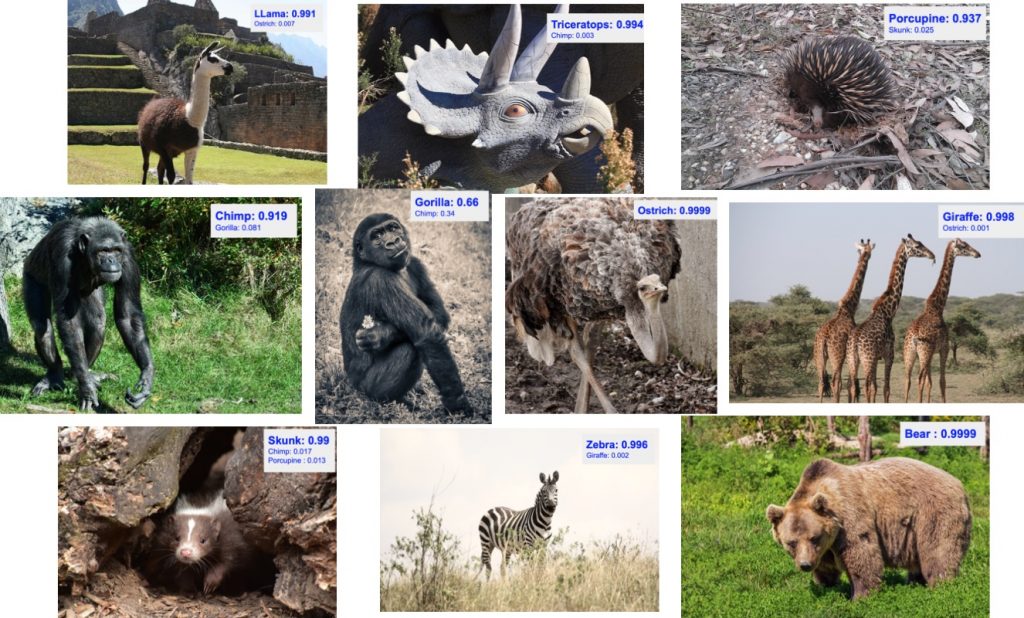 LLama: 0.991
Ostrich: 0.007
Triceratops: 0.994
Chimp: 0.003
Porcupine: 0.937
Skunk: 0.025
Chimp: 0.919
Gorilla: 0.081
Gorilla: 0.66
Chimp: 0.34
Ostrich: 0.9999
Giraffe: 0.998
Ostrich: 0.001
Skunk: 0.99
Chimp: 0.017
Porcupine : 0.013
Zebra: 0.996
Giraffe: 0.002
Bear : 0.9999